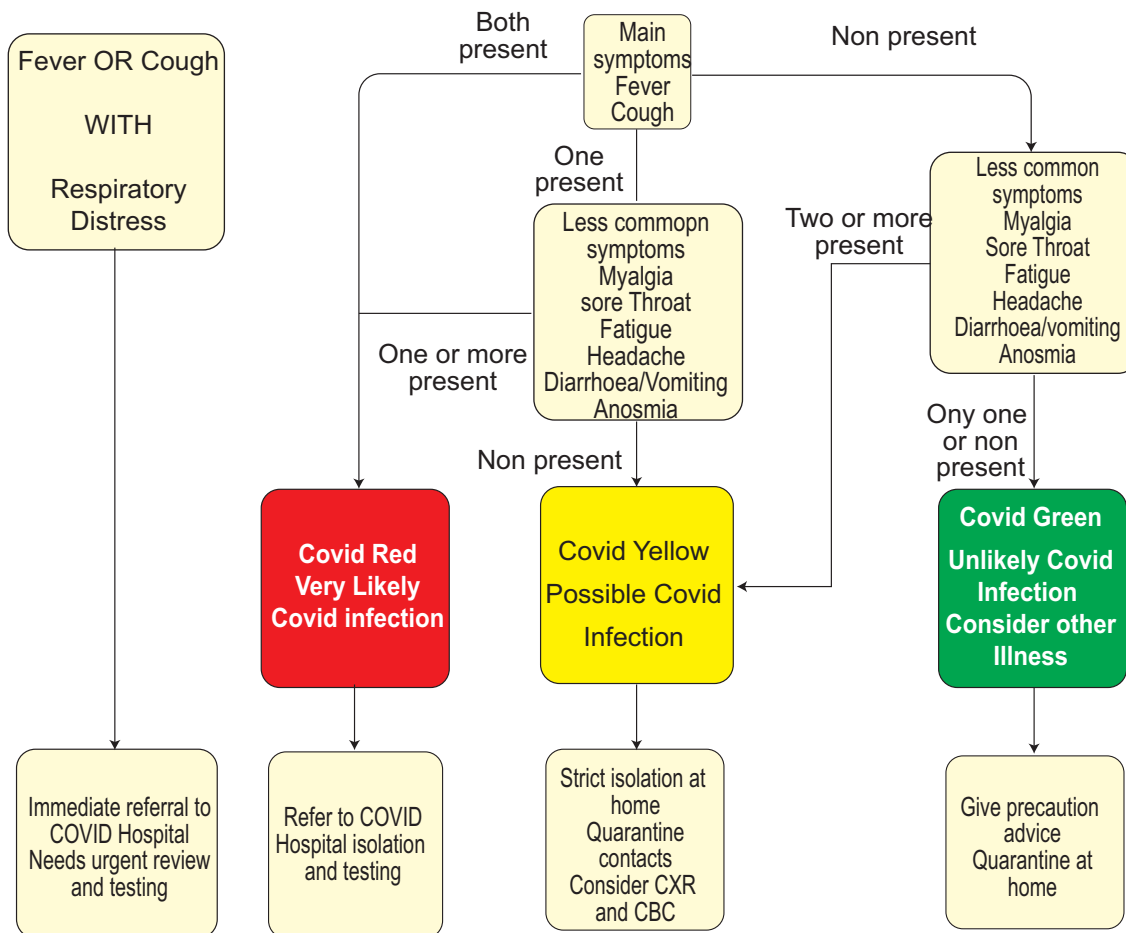 Fever OR Cough
WITH
Respiratory
Distress
Both
present
Main
symptoms
Fever
Cough
Non present
One
present
Less commopn
symptoms
Myalgia
sore Throat
Fatigue
Headache
Diarrhoea/Vomiting
Anosmia
Two or more
present
Less common
symptoms
Myalgia
Sore Throat
Fatigue
Headache
Diarrhoea/vomiting
Anosmia
One or more
present
Non present
Ony one
or non
present
Covid Red
Very Likely
Covid infection
Covid Yellow
Possible Covid
Infection
Covid Green
Unlikely Covid
Infection
Consider other
Illness
Immediate referral to
COVID Hospital
Needs urgent review
and testing
Refer to COVID
Hospital isolation
and testing
Strict isolation at
home
Quarantine
contacts
Consider CXR
and CBC
Give precaution
advice
Quarantine at
home